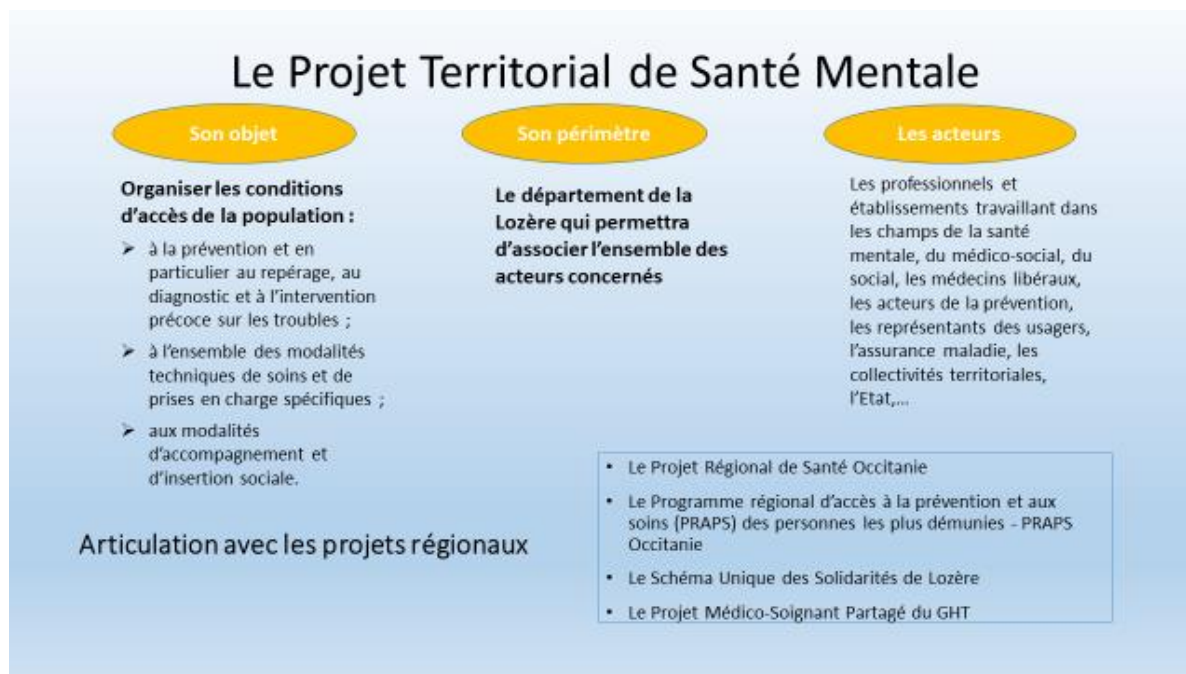 Le Projet Territorial de Santé Mentale
Son objet
Organiser les conditions
d'accès de la population :
➢ à la prévention et en
particulier au repérage, au
diagnostic et à l'intervention
précoce sur les troubles ;
➢ à l'ensemble des modalités
techniques de soins et de
prises en charge spécifiques ;
➢ aux modalités
d'accompagnement et
d'insertion sociale.
Son périmètre
Le département de la
Lozère qui permettra
d'associer l'ensemble des
acteurs concernés
Les acteurs
Les professionnels et
établissements travaillant dans
les champs de la santé
mentale, du médico-social, du
social, les médecins libéraux,
les acteurs de la prévention,
les représentants des usagers,
l'assurance maladie, les
collectivités territoriales,
l'Etat,...
Articulation avec les projets régionaux
• Le Projet Régional de Santé Occitanie
• Le Programme régional d'accès à la prévention et aux
soins (PRAPS) des personnes les plus démunies - PRAPS
Occitanie
• Le Schéma Unique des Solidarités de Lozère
• Le Projet Médico-Soignant Partagé du GHT